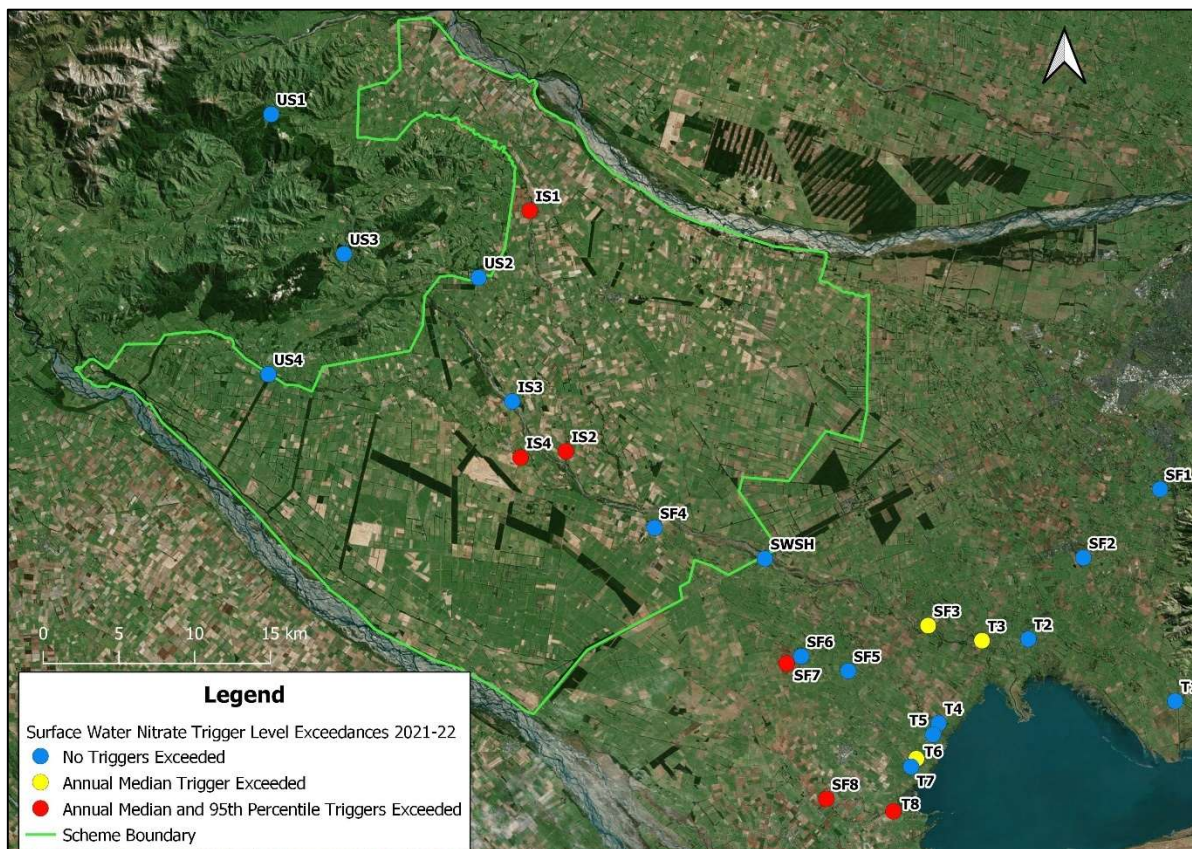 US1
IS1
US3
US2
US4
IS3
IS4
IS2
SF1
SF4
SWSH
SF2
SF3
T3
T2
SF6
SF7
SF5
T4
T5
T6
T7
SF8
T8
0 5 10 15 km
Legend
Surface Water Nitrate Trigger Level Exceedances 2021-22
No Triggers Exceeded
Annual Median Trigger Exceeded
Annual Median and 95th Percentile Triggers Exceeded
Scheme Boundary